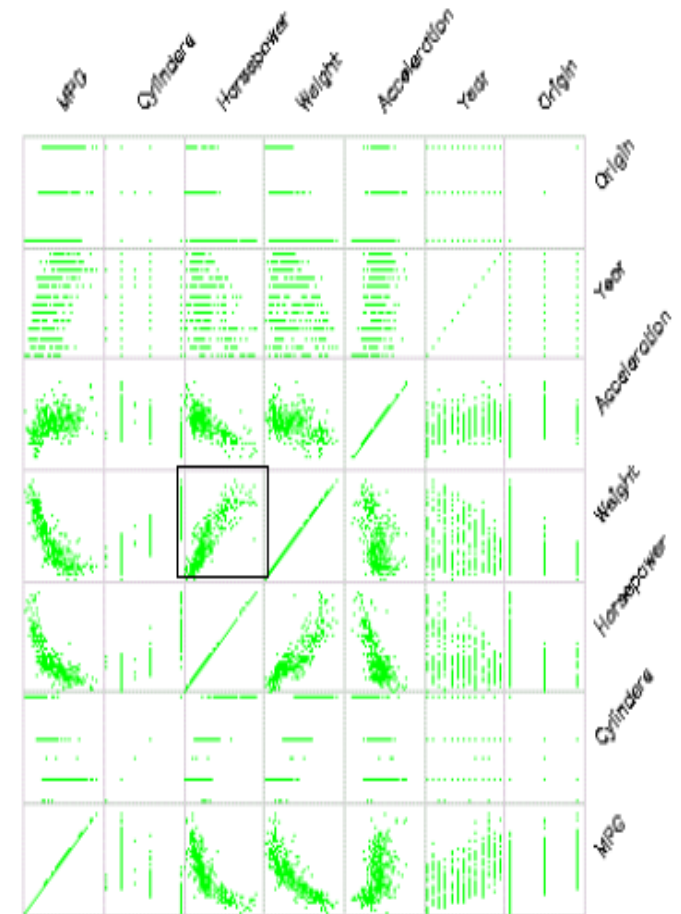 MPG
Cylinders
Horsepower
Weight
Acceleration
Year
Origin
Origin
Year
Acceleration
Weight
Horsepower
Cylinders
MPG